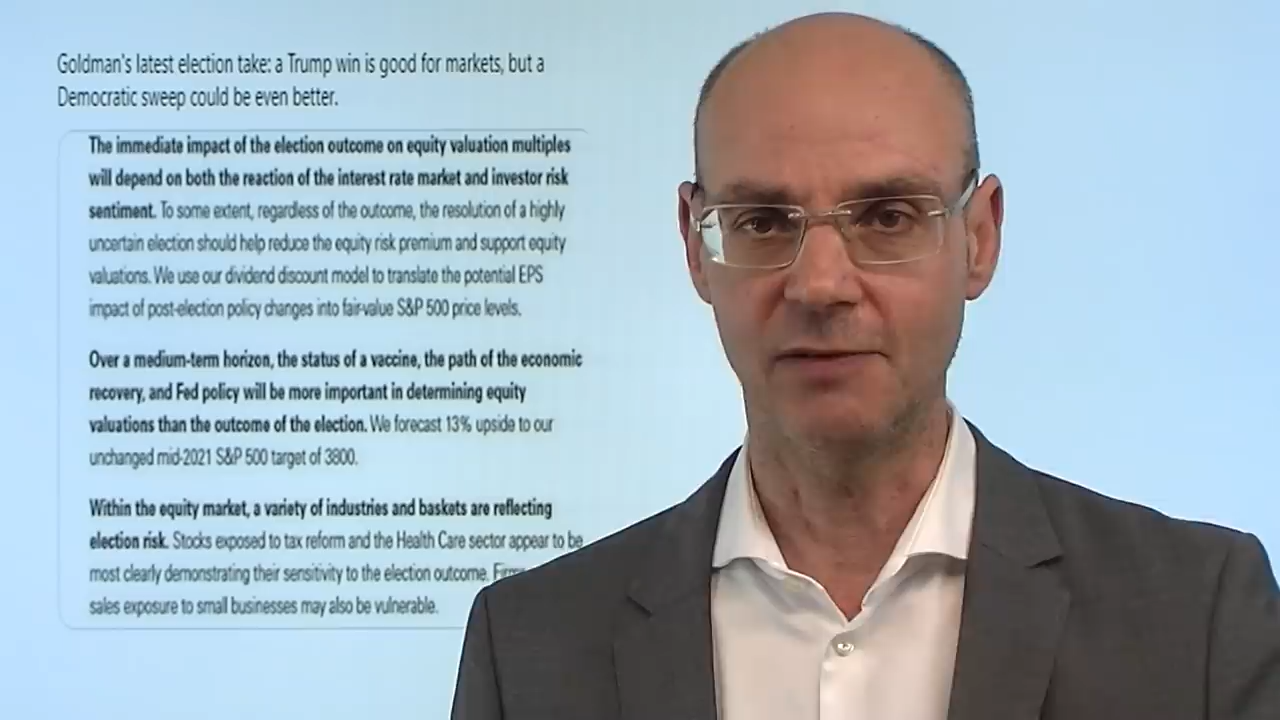 Goldman's latest election take: a Trump win is good for markets, but a
Democratic sweep could be even better.
The immediate impact of the election outcome on equity valuation multiples
will depend on both the reaction of the interest rate market and investor risk
sentiment. To some extent, regardless of the outcome, the resolution of a highly
uncertain election should help reduce the equity risk premium and support equity
valuations. We use our dividend discount model to translate the potential EPS
impact of post-election policy changes into fair-value S&P 500 price levels.
Over a medium-term horizon, the status of a vaccine, the path of the economic
recovery, and Fed policy will be more important in determining equity
valuations than the outcome of the election. We forecast 13% upside to our
unchanged mid-2021 S&P 500 target of 3800.
Within the equity market, a variety of industries and baskets are reflecting
election risk. Stocks exposed to tax reform and the Health Care sector appear to be
most clearly demonstrating their sensitivity to the election outcome.
sales exposure to small businesses may also be vulnerable.